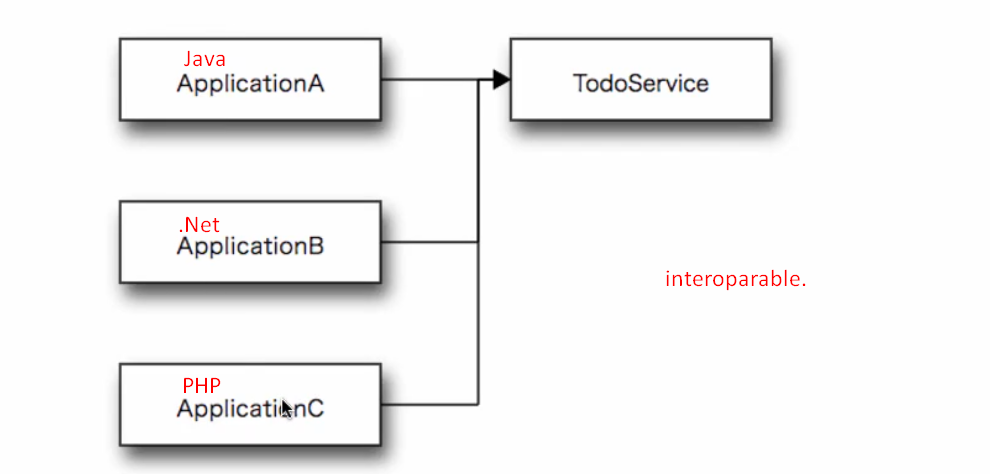 Java
ApplicationA
TodoService
.Net
ApplicationB
interoparable.
PHP
ApplicationC